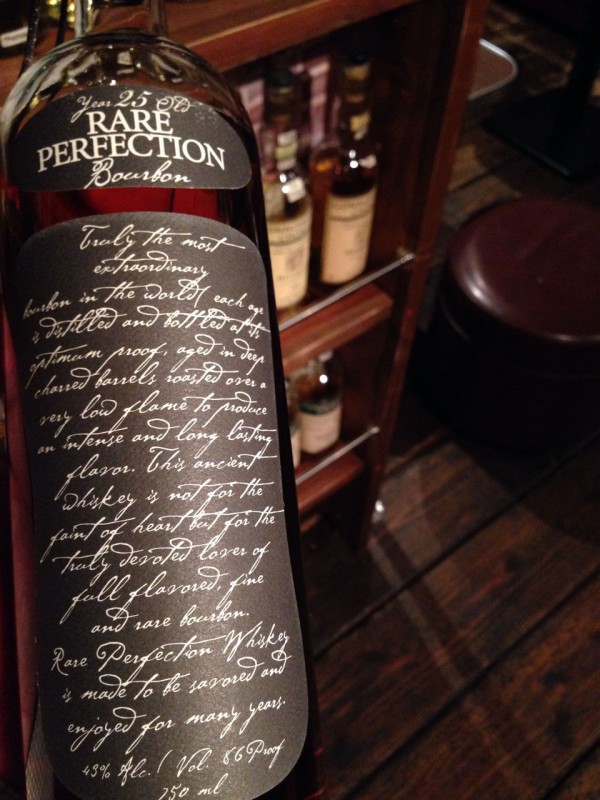 Year 25 Old
RARE
PERFECTION
Bourbon
Truly the most
extraordinary
bourbon in the world( each age
is distilled and bottled at its
optimum proof, aged in deep
charred barrels roasted over a
very low flame to produce
an intense and long lasting
flavor. This ancient
whiskey is not for the
faint of heart but for the
truly devoted lover of
full flavored, fine
and rare bourbon.
Rare Perfection Whiskey
is made to be savored and
enjoyed for many years.
43% Alc. / Vol. 86 Proof
750 ml